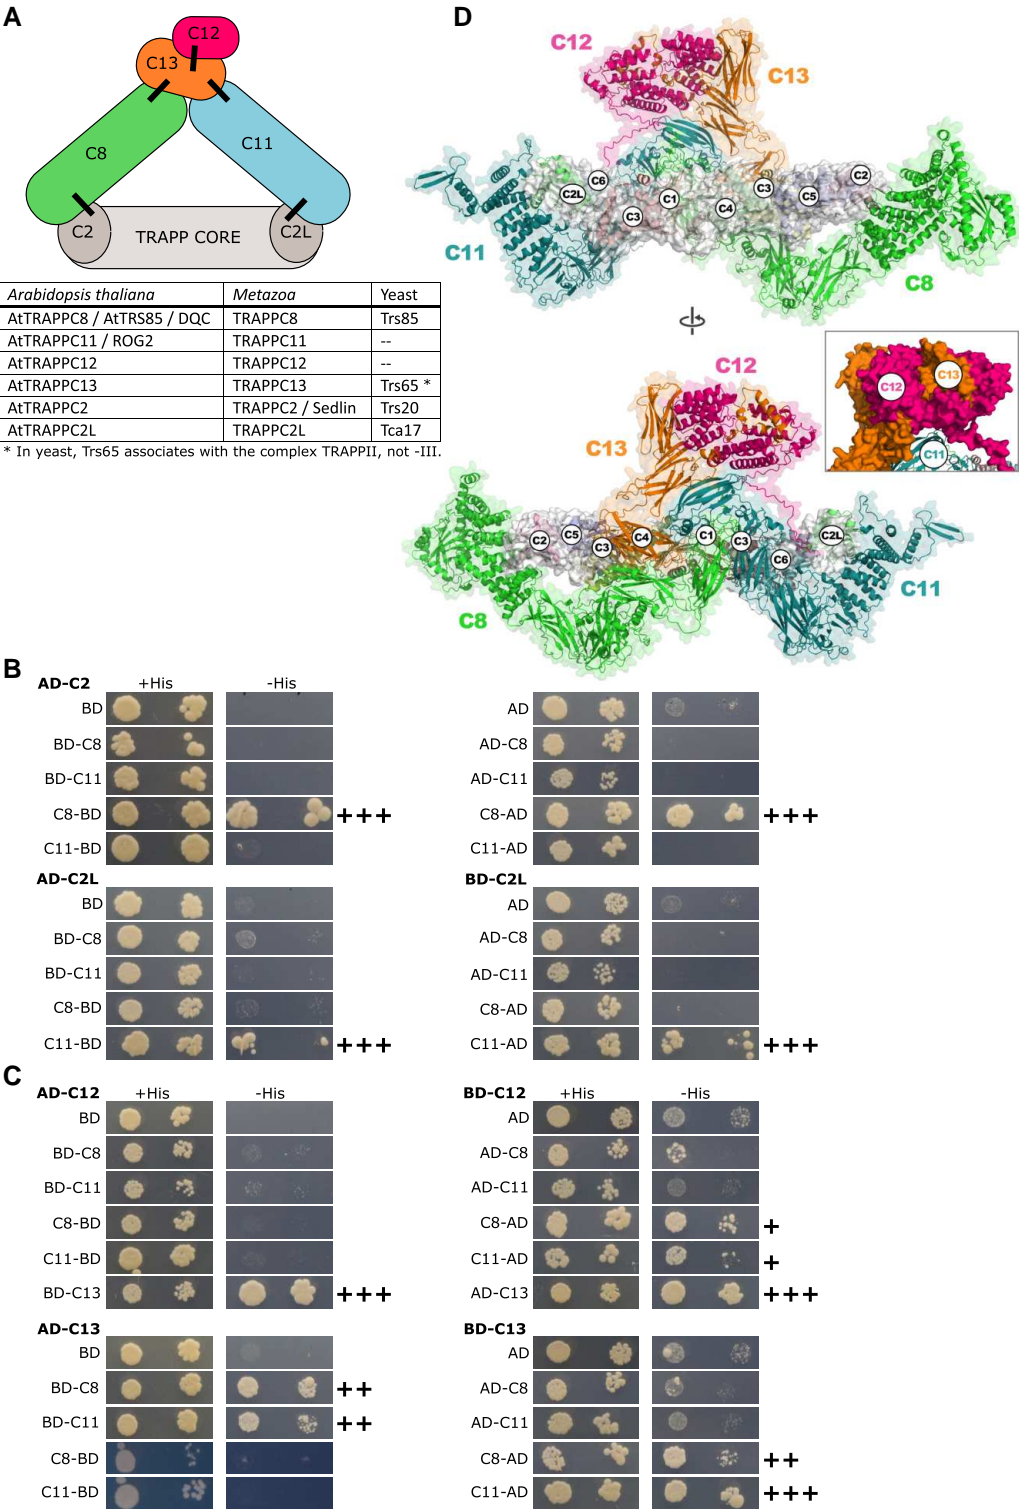 A
C12
C13
C8
C11
C2
TRAPP CORE
C2L
Arabidopsis thaliana Metazoa Yeast
AtTRAPPC8 / AtTRS85 / DQC TRAPPC8 Trs85
AtTRAPPC11 / ROG2 TRAPPC11 --
AtTRAPPC12 TRAPPC12 --
AtTRAPPC13 TRAPPC13 Trs65 *
AtTRAPPC2 TRAPPC2 / Sedlin Trs20
AtTRAPPC2L TRAPPC2L Tca17
* In yeast, Trs65 associates with the complex TRAPPII, not -III.
D
C12
C13
C11
C2L
C6
C3
C1
C4
C3
C5
C2
C8
C12
C13
C12
C13
C11
C2
C5
C3
C4
C1
C3
C6
C2L
C8
C11
B
AD-C2 +His -His
BD
BD-C8
BD-C11
C8-BD +++
C11-BD
AD
AD-C8
AD-C11
C8-AD +++
C11-AD
AD-C2L
BD
BD-C8
BD-C11
C8-BD
C11-BD +++
BD-C2L
AD
AD-C8
AD-C11
C8-AD
C11-AD +++
C
AD-C12 +His -His
BD
BD-C8
BD-C11
C8-BD
C11-BD
BD-C13 +++
BD-C12 +His -His
AD
AD-C8
AD-C11
C8-AD +
C11-AD +
AD-C13 +++
AD-C13
BD
BD-C8 ++
BD-C11 ++
C8-BD
C11-BD
BD-C13
AD
AD-C8
AD-C11
C8-AD ++
C11-AD +++